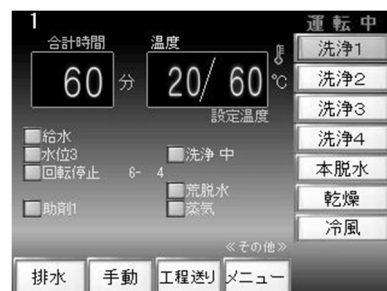 1
運転中
合計時間
温度
60 分
20/ 60 ℃
設定温度
給水
水位3
洗浄 中
回転停止 6- 4
荒脱水
助剤1
蒸気
≪その他≫
洗浄1
洗浄2
洗浄3
洗浄4
本脱水
乾燥
冷風
排水
手動
工程送り
メニュー